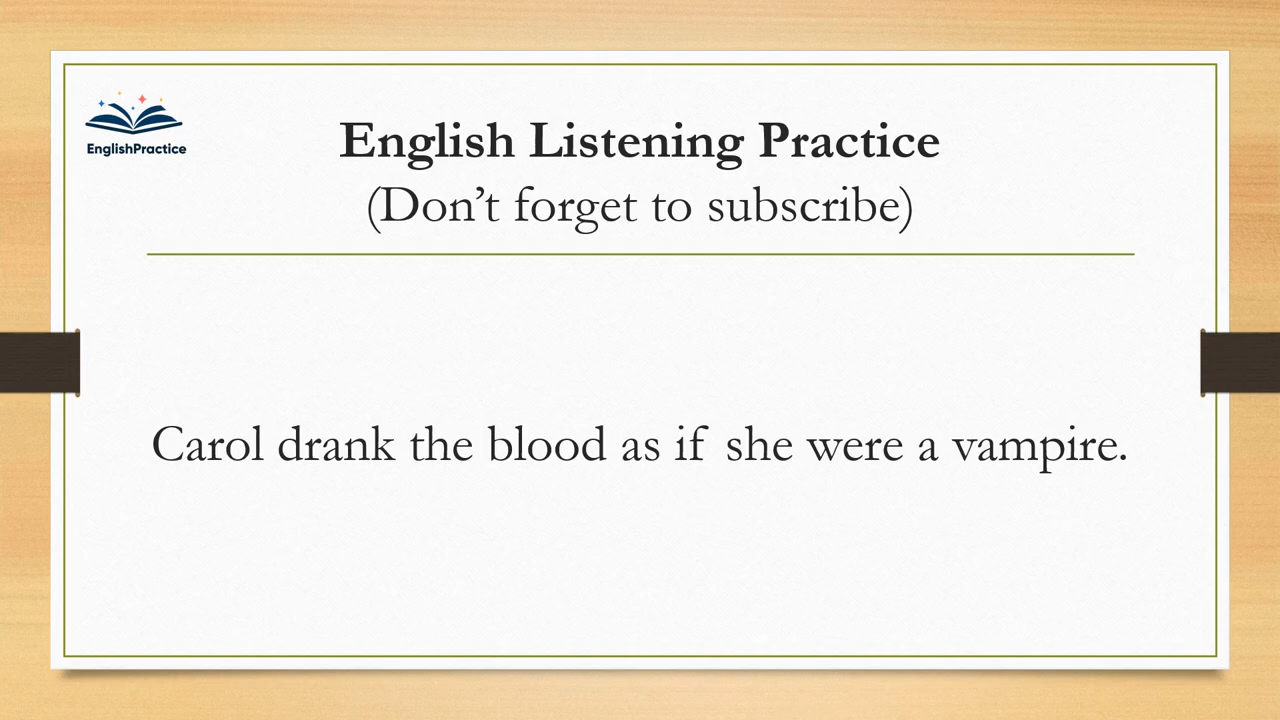 EnglishPractice
English Listening Practice
(Don’t forget to subscribe)
Carol drank the blood as if she were a vampire.